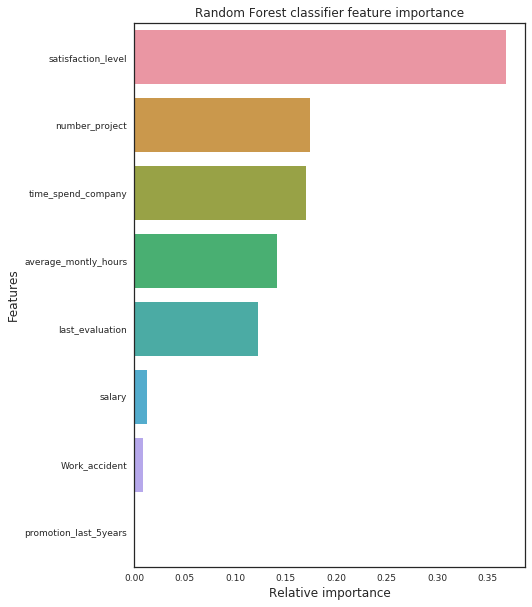 Random Forest classifier feature importance
satisfaction_level
number_project
time_spend_company
average_montly_hours
last_evaluation
salary
Work_accident
promotion_last_5years
Features
0.00 0.05 0.10 0.15 0.20 0.25 0.30 0.35
Relative importance